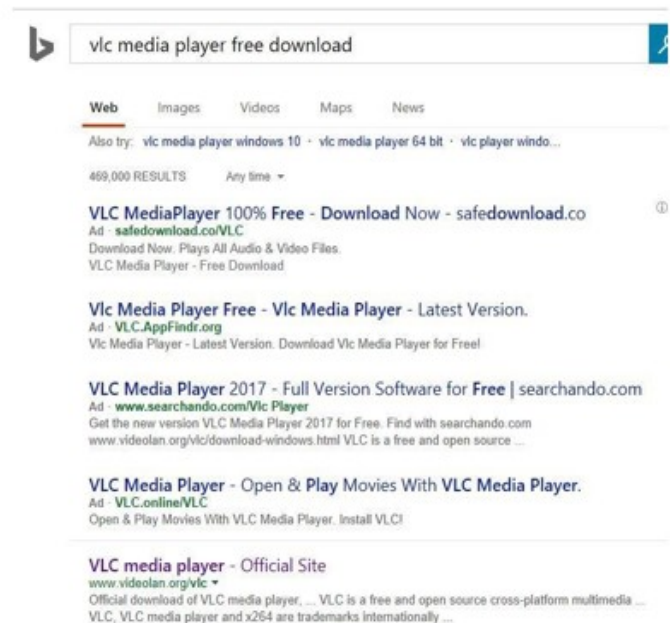 vlc media player free download
Web Images Videos Maps News
Also try: vlc media player windows 10 · vlc media player 64 bit · vlc player windo...
469,000 RESULTS Any time
VLC MediaPlayer 100% Free - Download Now - safedownload.co
Ad · safedownload.co/VLC
Download Now. Plays All Audio & Video Files.
VLC Media Player - Free Download
Vlc Media Player Free - Vlc Media Player - Latest Version.
Ad · VLC.AppFindr.org
Vlc Media Player - Latest Version. Download Vlc Media Player for Free!
VLC Media Player 2017 - Full Version Software for Free | searchando.com
Ad · www.searchando.com/Vlc Player
Get the new version VLC Media Player 2017 for Free. Find with searchando.com
www.videolan.org/vlc/download-windows.html VLC is a free and open source ...
VLC Media Player - Open & Play Movies With VLC Media Player.
Ad · VLC.online/VLC
Open & Play Movies With VLC Media Player. Install VLC!
VLC media player - Official Site
www.videolan.org/vlc
Official download of VLC media player, ... VLC is a free and open source cross-platform multimedia ...
VLC, VLC media player and x264 are trademarks internationally ...